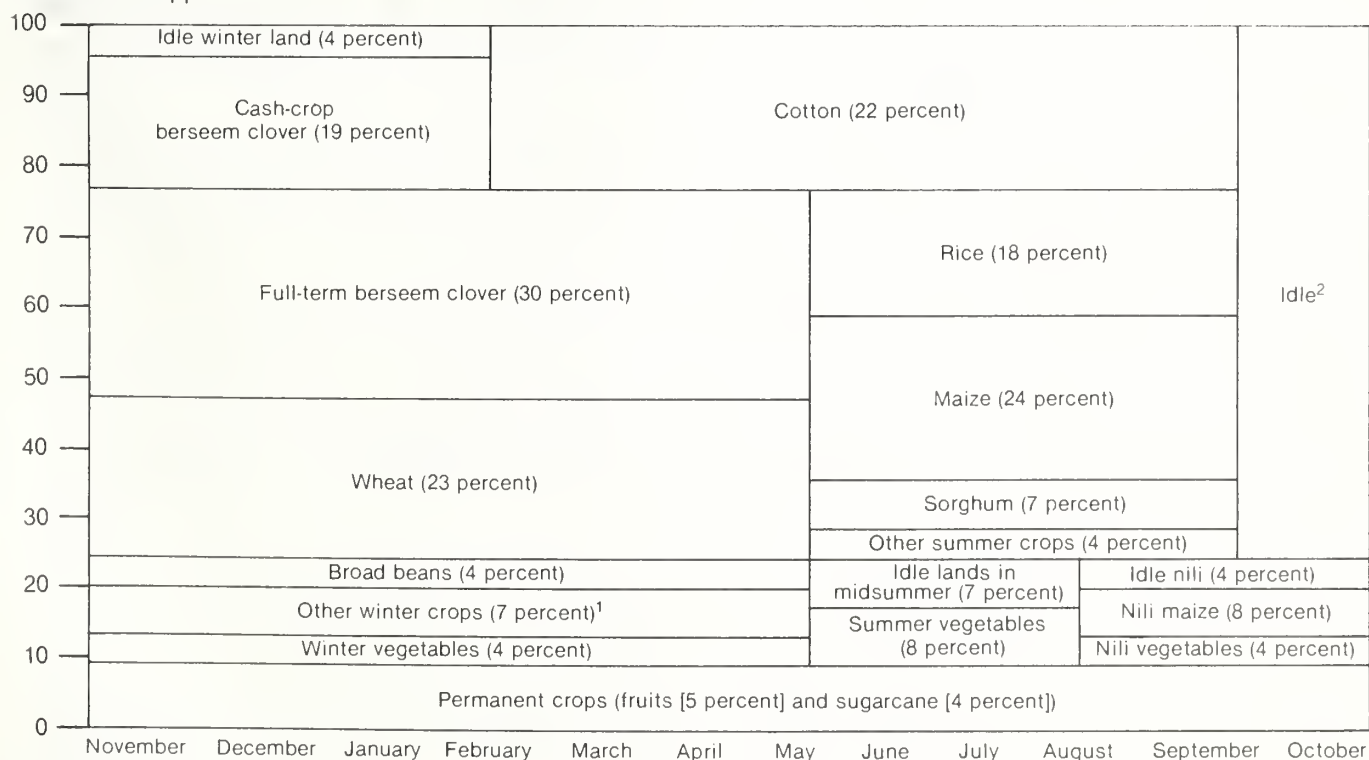 100
Idle winter land (4 percent)
90
Cash-crop
berseem clover (19 percent)
Cotton (22 percent)
80
70
Rice (18 percent)
Full-term berseem clover (30 percent)
60
Idle²
50
Maize (24 percent)
40
Wheat (23 percent)
30
Sorghum (7 percent)
Other summer crops (4 percent)
20
Broad beans (4 percent)
Idle lands in
midsummer (7 percent)
Idle nili (4 percent)
Other winter crops (7 percent)¹
Summer vegetables
(8 percent)
Nili maize (8 percent)
10
Winter vegetables (4 percent)
Nili vegetables (4 percent)
Permanent crops (fruits [5 percent] and sugarcane [4 percent])
0
November December January February March April May June July August September October